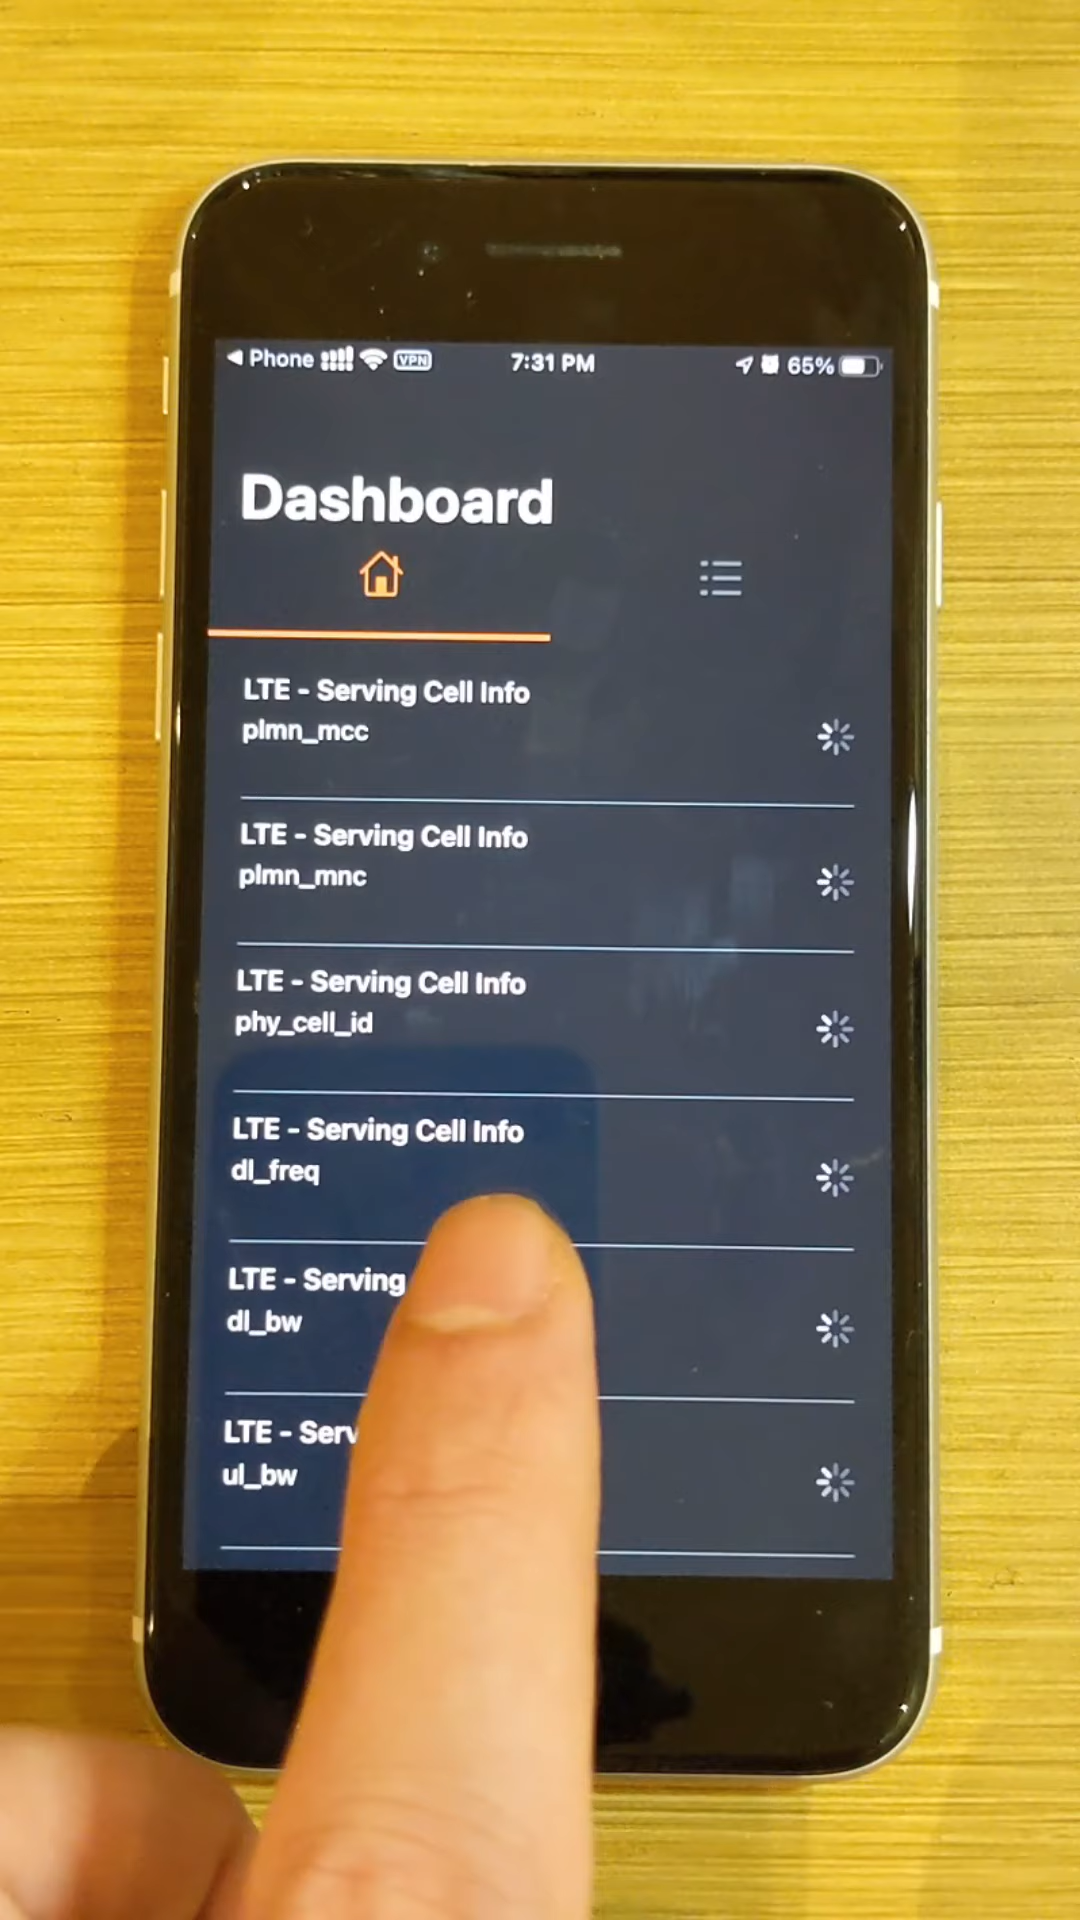 Phone VPN 7:31 PM 65%
Dashboard
LTE - Serving Cell Info
plmn_mcc
LTE - Serving Cell Info
plmn_mnc
LTE - Serving Cell Info
phy_cell_id
LTE - Serving Cell Info
dl_freq
LTE - Serving
dl_bw
LTE - Serv
ul_bw